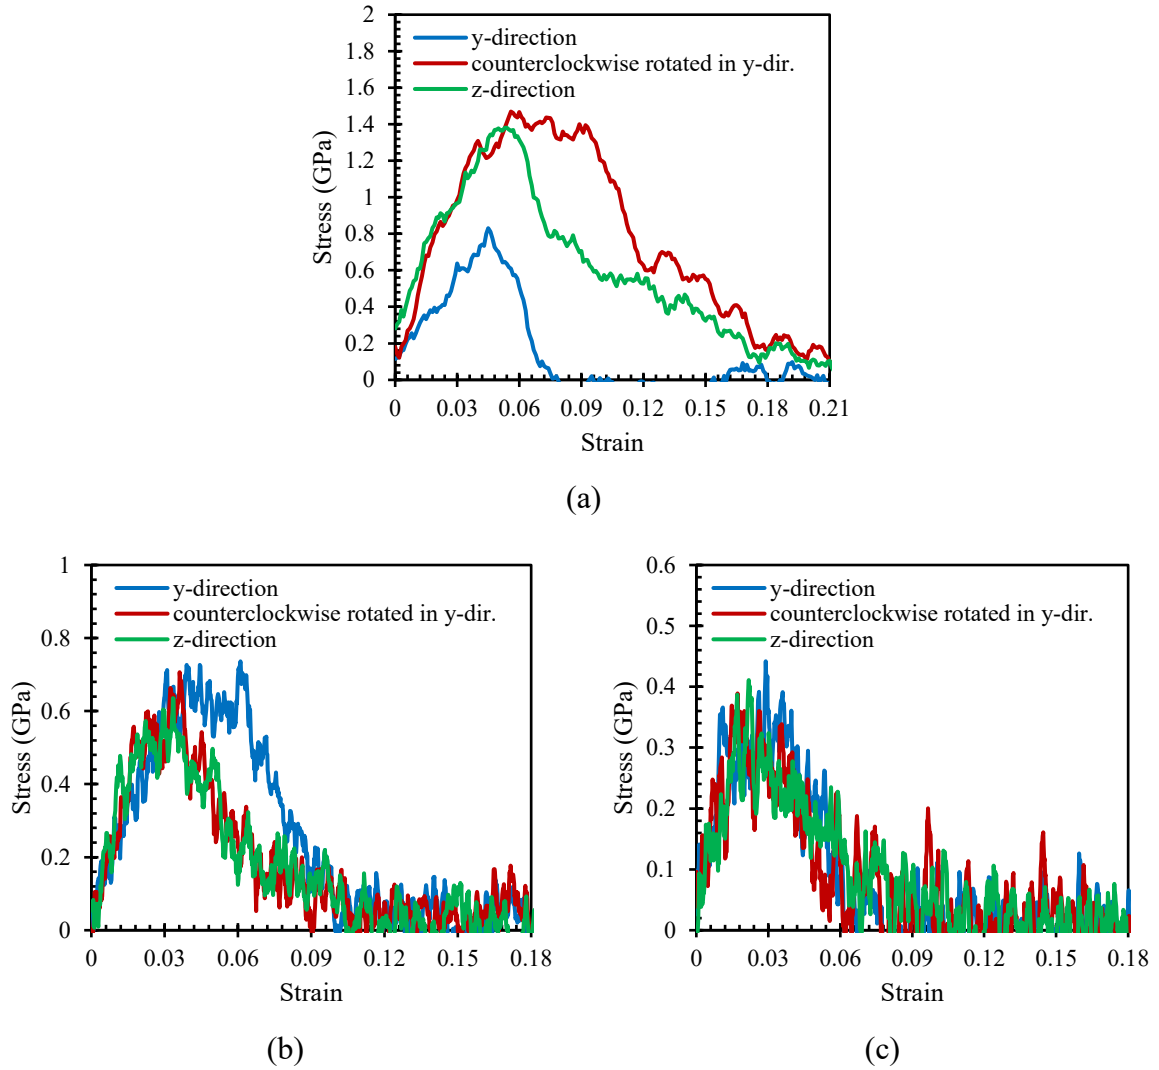 2
1.8
1.6
1.4
1.2
1
0.8
0.6
0.4
0.2
0
Stress (GPa)
y-direction
counterclockwise rotated in y-dir.
z-direction
0 0.03 0.06 0.09 0.12 0.15 0.18 0.21
Strain
(a)
1
0.8
0.6
0.4
0.2
0
Stress (GPa)
y-direction
counterclockwise rotated in y-dir.
z-direction
0 0.03 0.06 0.09 0.12 0.15 0.18
Strain
(b)
0.6
0.5
0.4
0.3
0.2
0.1
0
Stress (GPa)
y-direction
counterclockwise rotated in y-dir.
z-direction
0 0.03 0.06 0.09 0.12 0.15 0.18
Strain
(c)